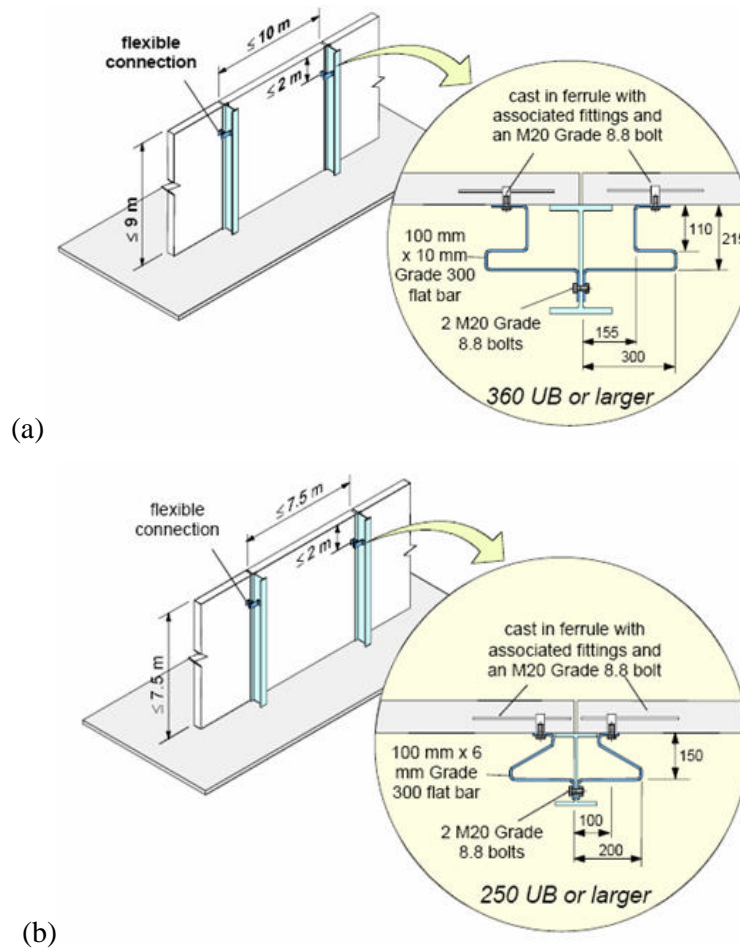 flexible
connection
≤ 10 m
≤ 2 m
≤ 9 m
cast in ferrule with
associated fittings and
an M20 Grade 8.8 bolt
110
215
100 mm
x 10 mm
Grade 300
flat bar
2 M20 Grade
8.8 bolts
155
300
360 UB or larger
(a)
flexible
connection
≤ 7.5 m
≤ 2 m
≤ 7.5 m
cast in ferrule with
associated fittings and
an M20 Grade 8.8 bolt
100 mm x 6
mm Grade
300 flat bar
150
2 M20 Grade
8.8 bolts
100
200
250 UB or larger
(b)